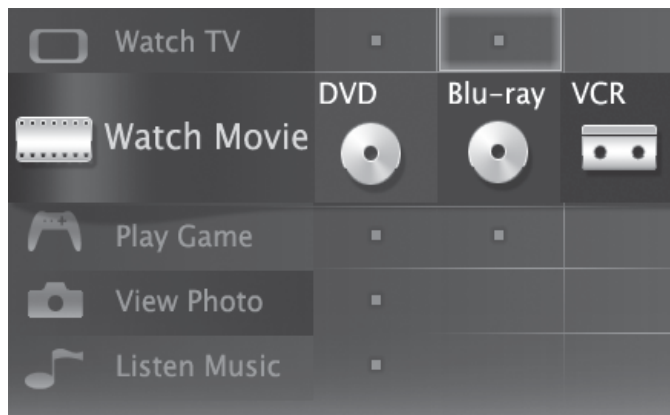 Watch TV
DVD Blu-ray VCR
Watch Movie
Play Game
View Photo
Listen Music